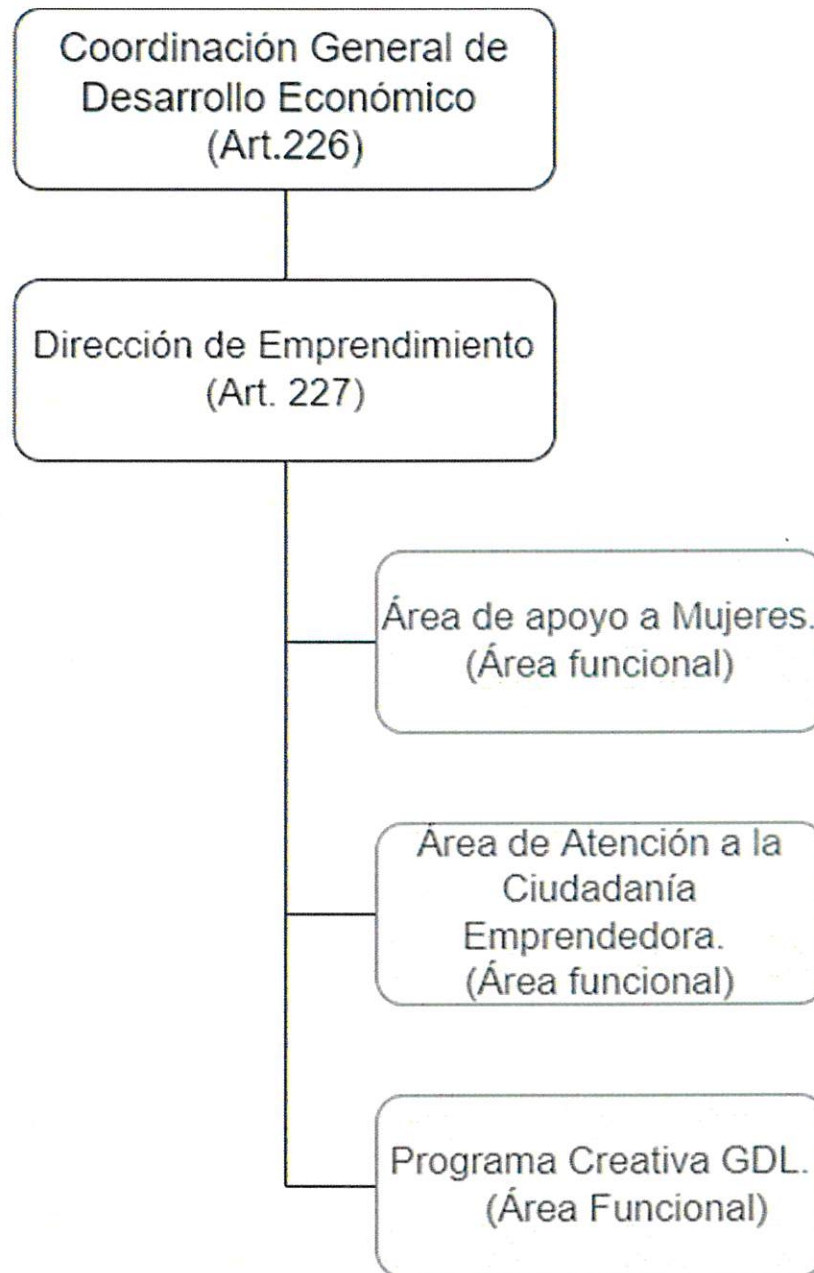 Coordinación General de
Desarrollo Económico
(Art.226)
Dirección de Emprendimiento
(Art. 227)
Área de apoyo a Mujeres.
(Área funcional)
Área de Atención a la
Ciudadanía
Emprendedora.
(Área funcional)
Programa Creativa GDL.
(Área Funcional)